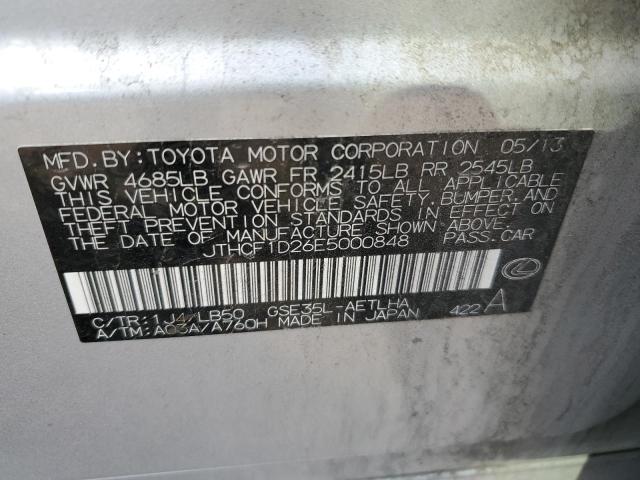 MFD. BY: TOYOTA MOTOR CORPORATION 05/13
GVWR 4685LB GAWR FR 2415LB RR 2545LB
THIS VEHICLE CONFORMS TO ALL APPLICABLE
FEDERAL MOTOR VEHICLE SAFETY, BUMPER, AND
THEFT PREVENTION STANDARDS IN EFFECT ON
THE DATE OF MANUFACTURE SHOWN ABOVE.
JTHCF1D26E5000848 PASS. CAR
C/TR: 1J4/LB50 GSE35L-AETLHA
A/TM: A03A/A760H MADE IN JAPAN 422 A